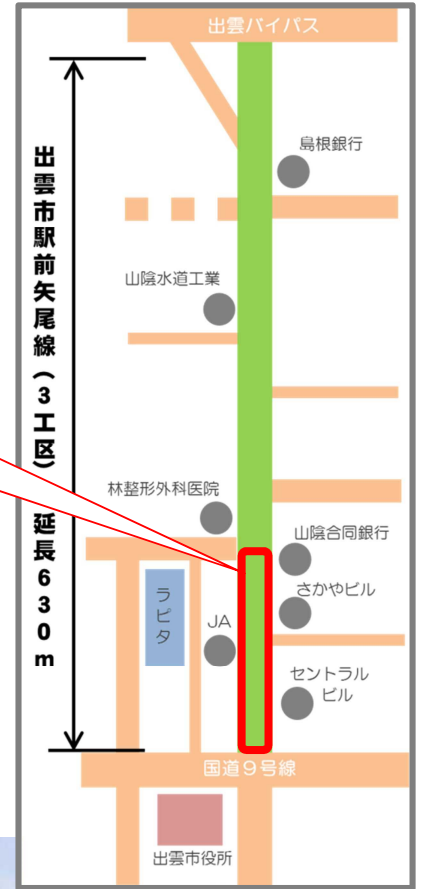 出雲バイパス
出雲市駅前矢尾線（3工区） 延長630m
島根銀行
山陰水道工業
林整形外科医院
山陰合同銀行
さかやビル
ラピタ
JA
セントラル
ビル
国道9号線
出雲市役所